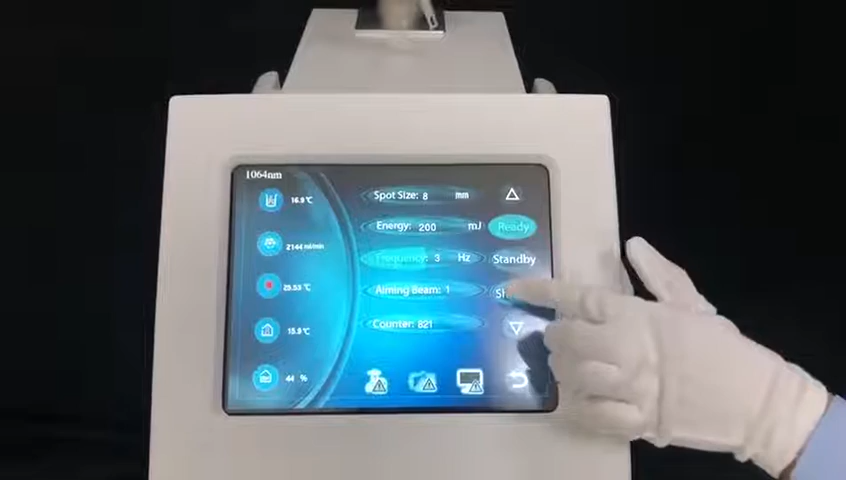 1064nm
16.9 ℃
2144 ml/min
25.53 ℃
15.9 ℃
44 %
Spot Size: 8 mm
Energy: 200 mJ
Frequency: 3 Hz
Aiming Beam: 1
Counter: 821
Ready
Standby